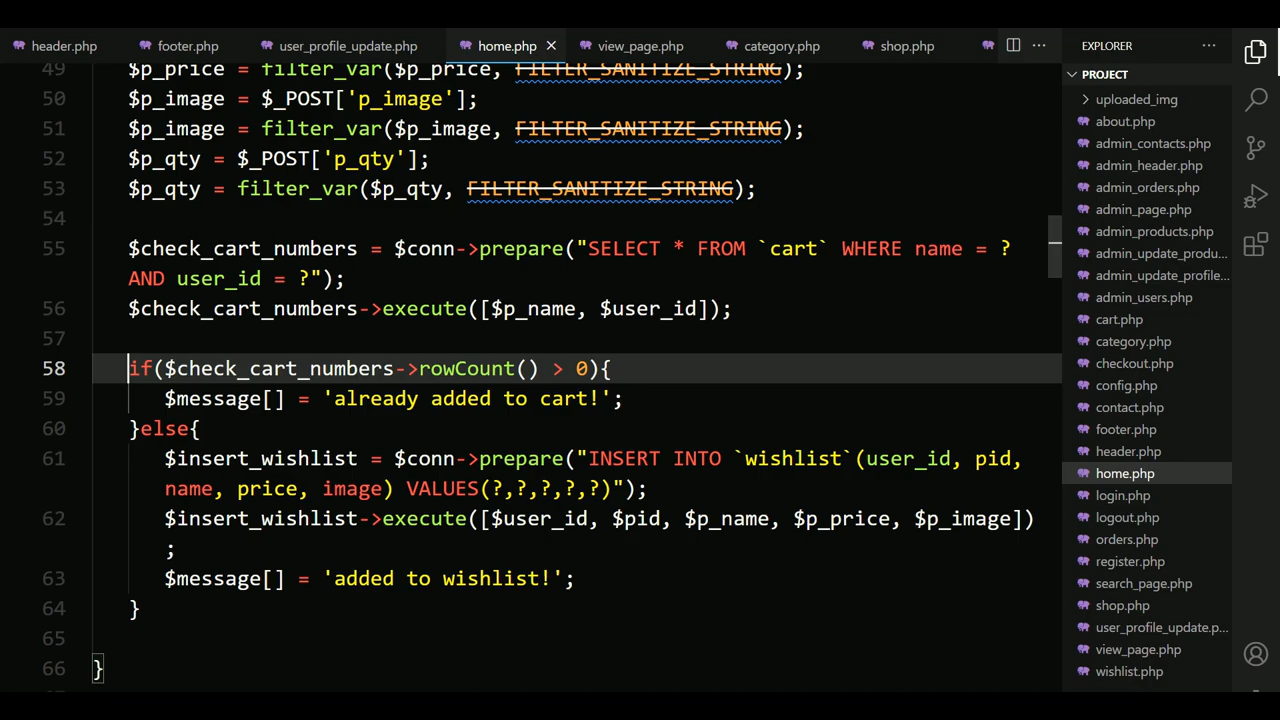 header.php footer.php user_profile_update.php home.php view_page.php category.php shop.php
EXPLORER
PROJECT
49 $p_price = filter_var($p_price, FILTER_SANITIZE_STRING);
50 $p_image = $_POST['p_image'];
51 $p_image = filter_var($p_image, FILTER_SANITIZE_STRING);
52 $p_qty = $_POST['p_qty'];
53 $p_qty = filter_var($p_qty, FILTER_SANITIZE_STRING);
54
55 $check_cart_numbers = $conn->prepare("SELECT * FROM `cart` WHERE name = ?
AND user_id = ?");
56 $check_cart_numbers->execute([$p_name, $user_id]);
57
58 if($check_cart_numbers->rowCount() > 0){
59 $message[] = 'already added to cart!';
60 }else{
61 $insert_wishlist = $conn->prepare("INSERT INTO `wishlist`(user_id, pid,
name, price, image) VALUES(?,?,?,?,?)");
62 $insert_wishlist->execute([$user_id, $pid, $p_name, $p_price, $p_image])
;
63 $message[] = 'added to wishlist!';
64 }
65
66 }
uploaded_img
about.php
admin_contacts.php
admin_header.php
admin_orders.php
admin_page.php
admin_products.php
admin_update_produ...
admin_update_profile...
admin_users.php
cart.php
category.php
checkout.php
config.php
contact.php
footer.php
header.php
home.php
login.php
logout.php
orders.php
register.php
search_page.php
shop.php
user_profile_update.p...
view_page.php
wishlist.php